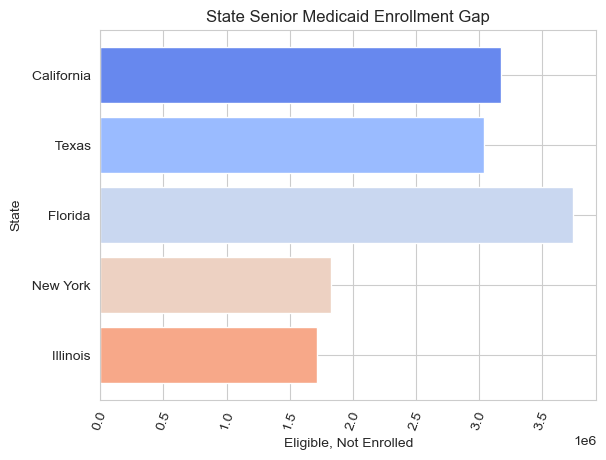 State Senior Medicaid Enrollment Gap
State
California
Texas
Florida
New York
Illinois
0.0
0.5
1.0
1.5
2.0
2.5
3.0
3.5
1e6
Eligible, Not Enrolled